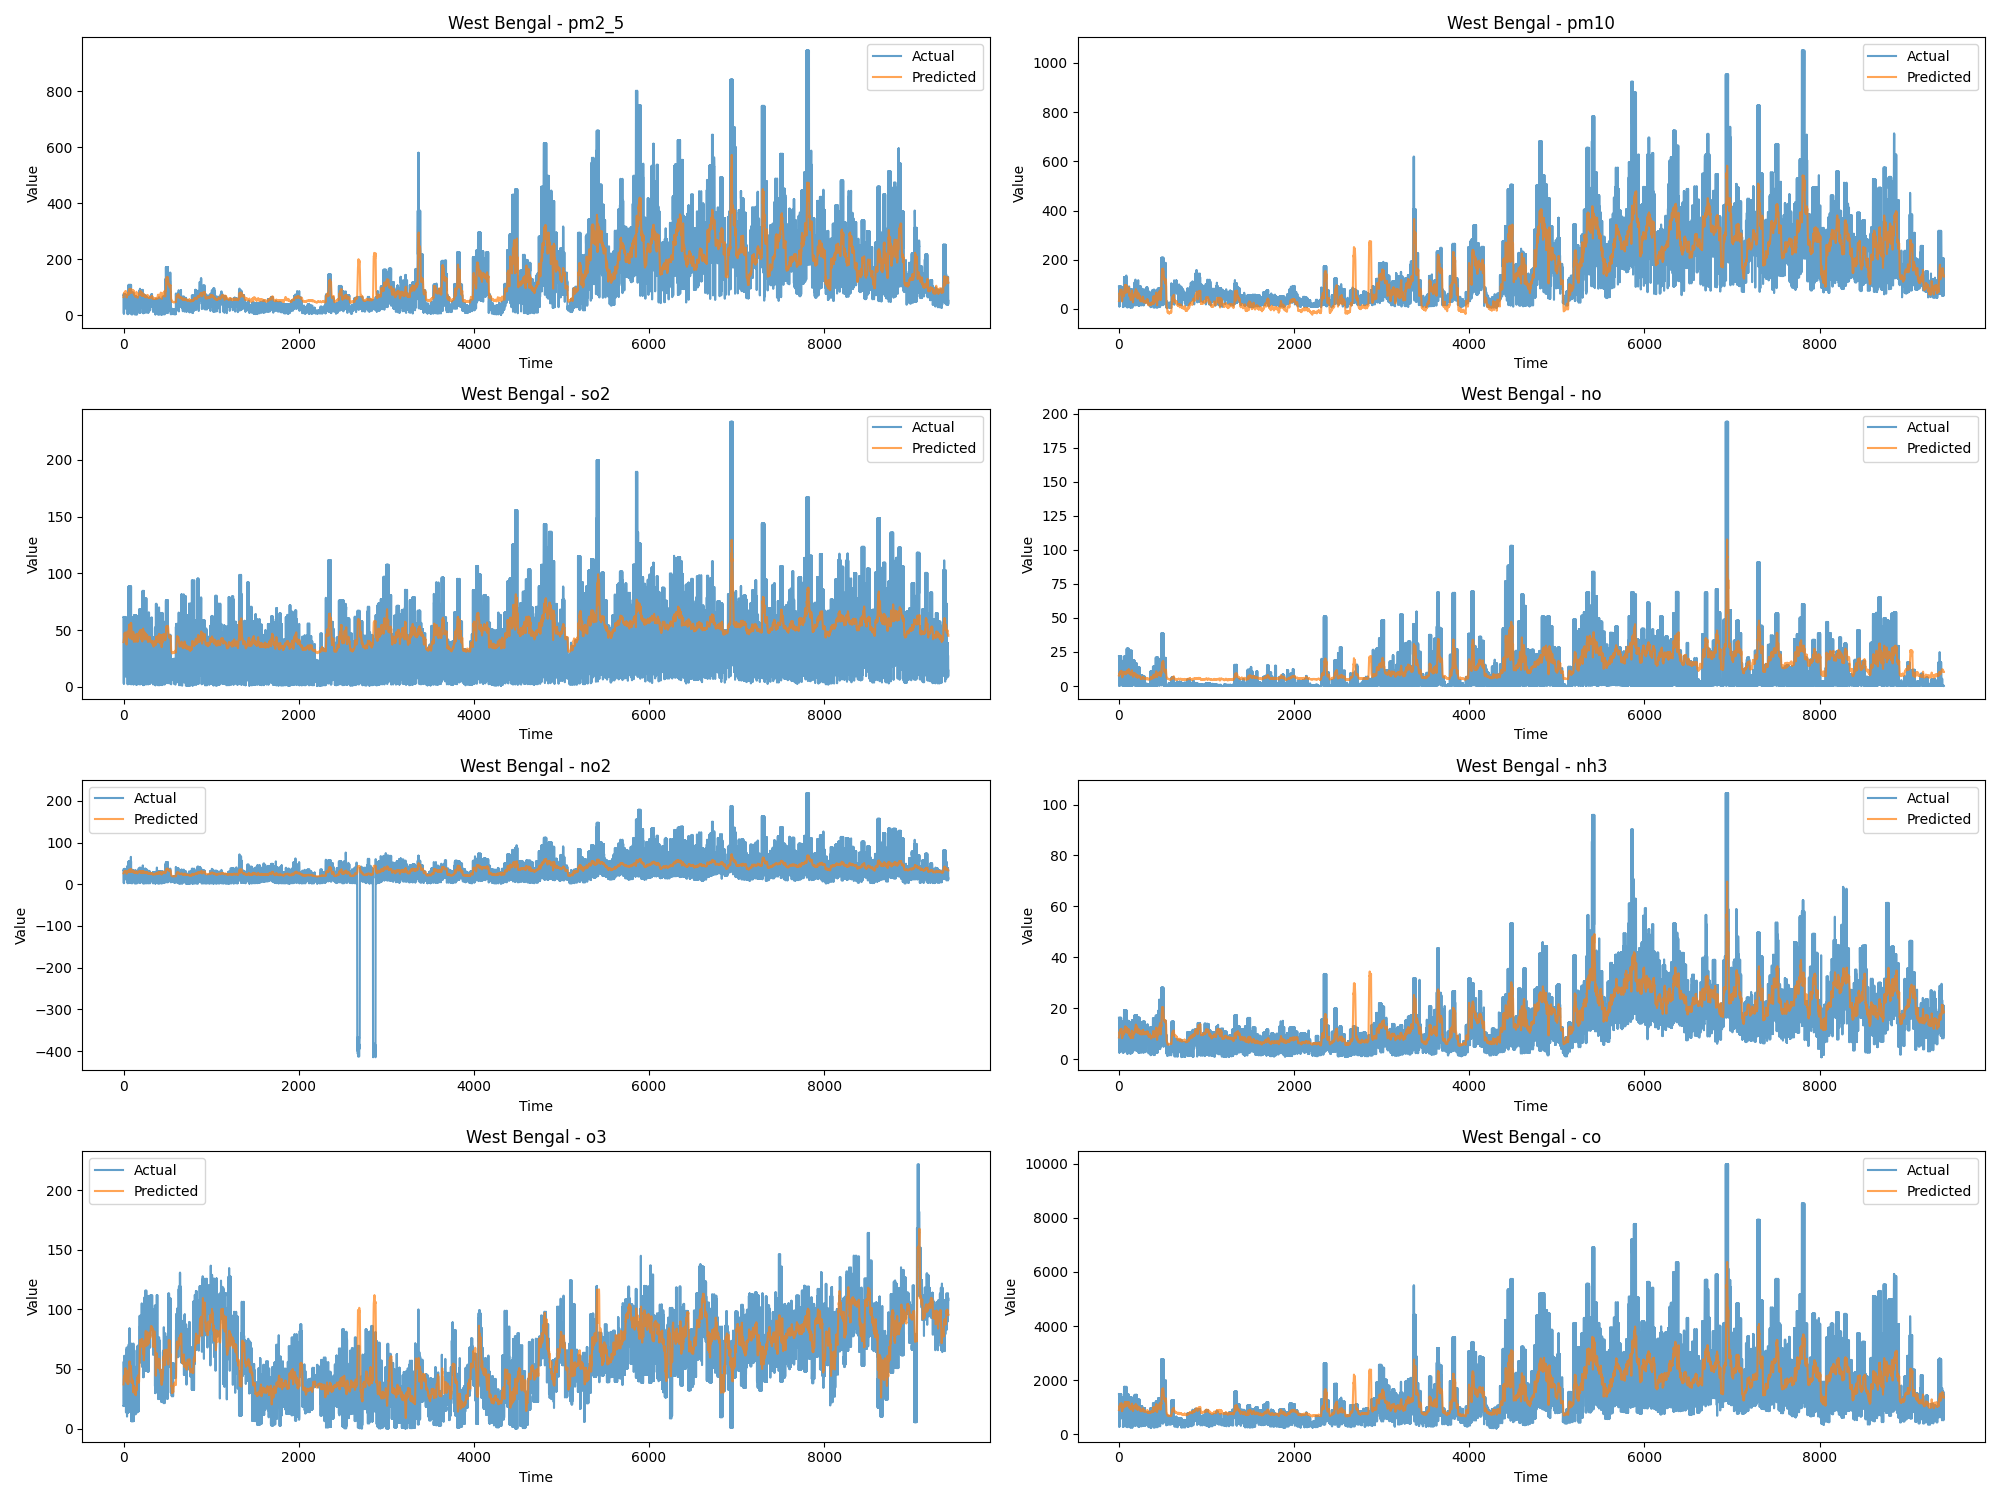 West Bengal - pm2_5
Actual
Predicted
800
600
400
200
0
Value
0 2000 4000 6000 8000
Time
West Bengal - pm10
Actual
Predicted
1000
800
600
400
200
0
Value
0 2000 4000 6000 8000
Time
West Bengal - so2
Actual
Predicted
200
150
100
50
0
Value
0 2000 4000 6000 8000
Time
West Bengal - no
Actual
Predicted
200
175
150
125
100
75
50
25
0
Value
0 2000 4000 6000 8000
Time
West Bengal - no2
Actual
Predicted
200
100
0
−100
−200
−300
−400
Value
0 2000 4000 6000 8000
Time
West Bengal - nh3
Actual
Predicted
100
80
60
40
20
0
Value
0 2000 4000 6000 8000
Time
West Bengal - o3
Actual
Predicted
200
150
100
50
0
Value
0 2000 4000 6000 8000
Time
West Bengal - co
Actual
Predicted
10000
8000
6000
4000
2000
0
Value
0 2000 4000 6000 8000
Time